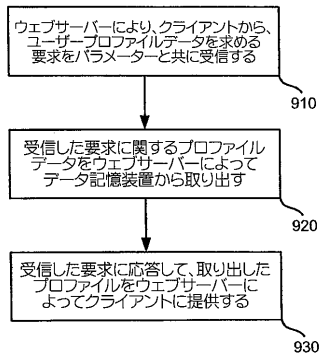 ウェブサーバーにより、クライアントから、
ユーザープロファイルデータを求める
要求をパラメーターと共に受信する
910
受信した要求に関するプロファイル
データをウェブサーバーによって
データ記憶装置から取り出す
920
受信した要求に応答して、取り出した
プロファイルをウェブサーバーに
よってクライアントに提供する
930